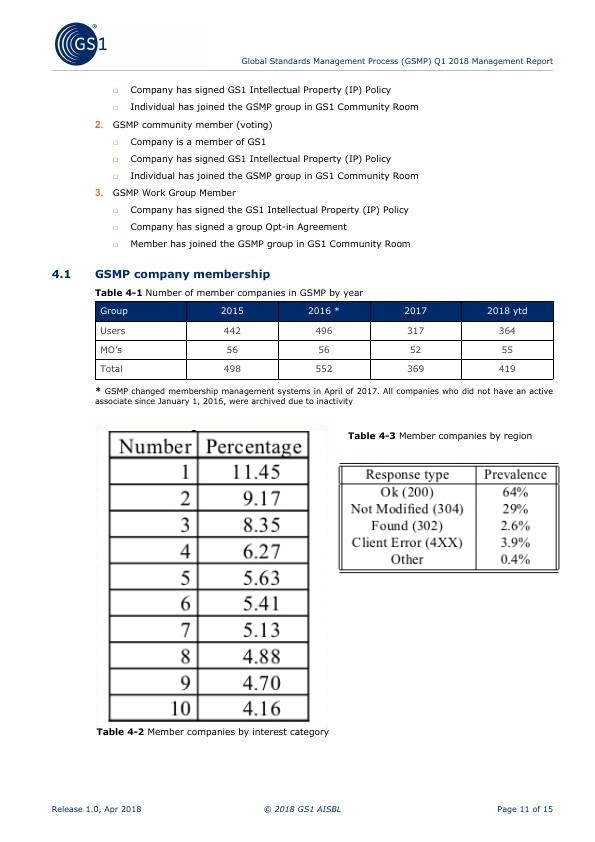 GS1
Global Standards Management Process (GSMP) Q1 2018 Management Report
Company has signed GS1 Intellectual Property (IP) Policy
Individual has joined the GSMP group in GS1 Community Room
2. GSMP community member (voting)
Company is a member of GS1
Company has signed GS1 Intellectual Property (IP) Policy
Individual has joined the GSMP group in GS1 Community Room
3. GSMP Work Group Member
Company has signed the GS1 Intellectual Property (IP) Policy
Company has signed a group Opt-in Agreement
Member has joined the GSMP group in GS1 Community Room
4.1 GSMP company membership
Table 4-1 Number of member companies in GSMP by year
Group 2015 2016 * 2017 2018 ytd
Users 442 496 317 364
MO's 56 56 52 55
Total 498 552 369 419
* GSMP changed membership management systems in April of 2017. All companies who did not have an active
associate since January 1, 2016, were archived due to inactivity
Number Percentage
1 11.45
2 9.17
3 8.35
4 6.27
5 5.63
6 5.41
7 5.13
8 4.88
9 4.70
10 4.16
Table 4-2 Member companies by interest category
Table 4-3 Member companies by region
Response type Prevalence
Ok (200) 64%
Not Modified (304) 29%
Found (302) 2.6%
Client Error (4XX) 3.9%
Other 0.4%
Release 1.0, Apr 2018 © 2018 GS1 AISBL Page 11 of 15